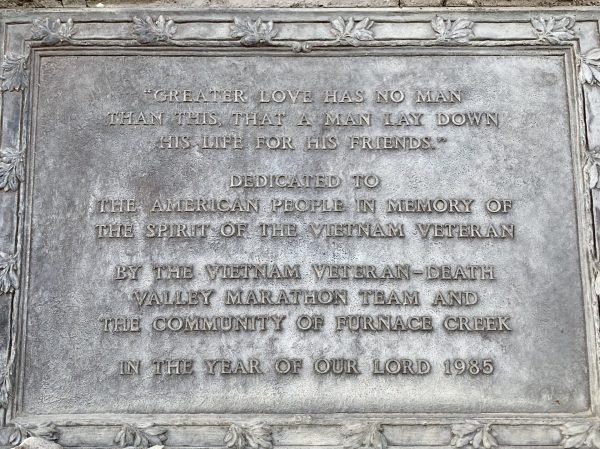 "GREATER LOVE HAS NO MAN
THAN THIS, THAT A MAN LAY DOWN
HIS LIFE FOR HIS FRIENDS."
DEDICATED TO
THE AMERICAN PEOPLE IN MEMORY OF
THE SPIRIT OF THE VIETNAM VETERAN
BY THE VIETNAM VETERAN-DEATH
VALLEY MARATHON TEAM AND
THE COMMUNITY OF FURNACE CREEK
IN THE YEAR OF OUR LORD 1985